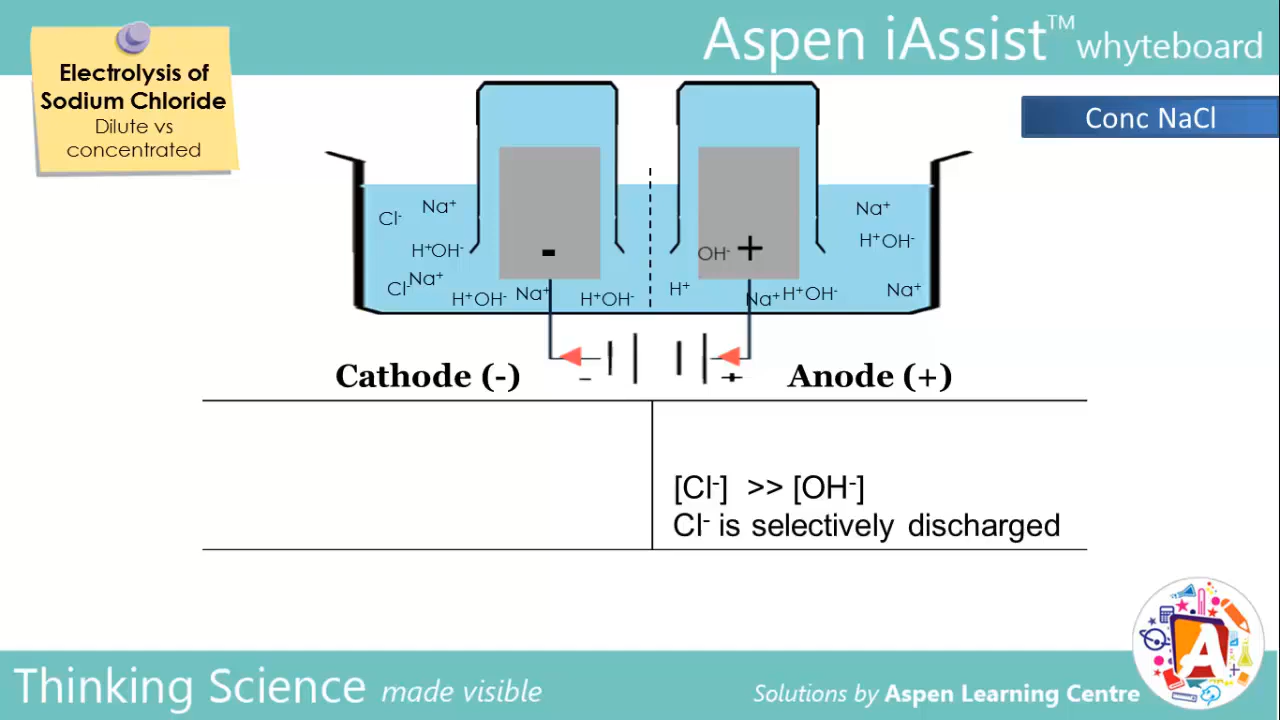 Aspen iAssist™ whyteboard
Electrolysis of
Sodium Chloride
Dilute vs
concentrated
Conc NaCl
Cl⁻ Na⁺
H⁺OH⁻
Cl⁻ Na⁺
H⁺OH⁻ Na⁺ H⁺OH⁻
-
OH⁻ +
H⁺ Na⁺ H⁺OH⁻
Na⁺
H⁺OH⁻
Na⁺
- +
Cathode (-) Anode (+)
[Cl⁻] >> [OH⁻]
Cl⁻ is selectively discharged
A
Thinking Science made visible
Solutions by Aspen Learning Centre